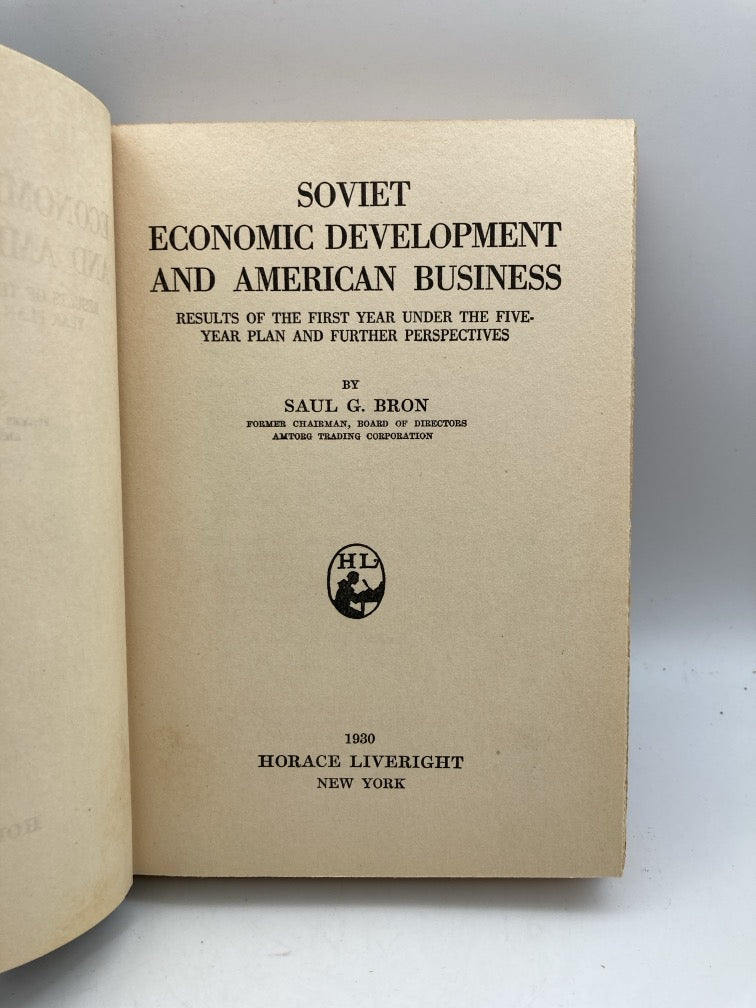 SOVIET
ECONOMIC DEVELOPMENT
AND AMERICAN BUSINESS
RESULTS OF THE FIRST YEAR UNDER THE FIVE-
YEAR PLAN AND FURTHER PERSPECTIVES
BY
SAUL G. BRON
FORMER CHAIRMAN, BOARD OF DIRECTORS
AMTORG TRADING CORPORATION
HL
1930
HORACE LIVERIGHT
NEW YORK